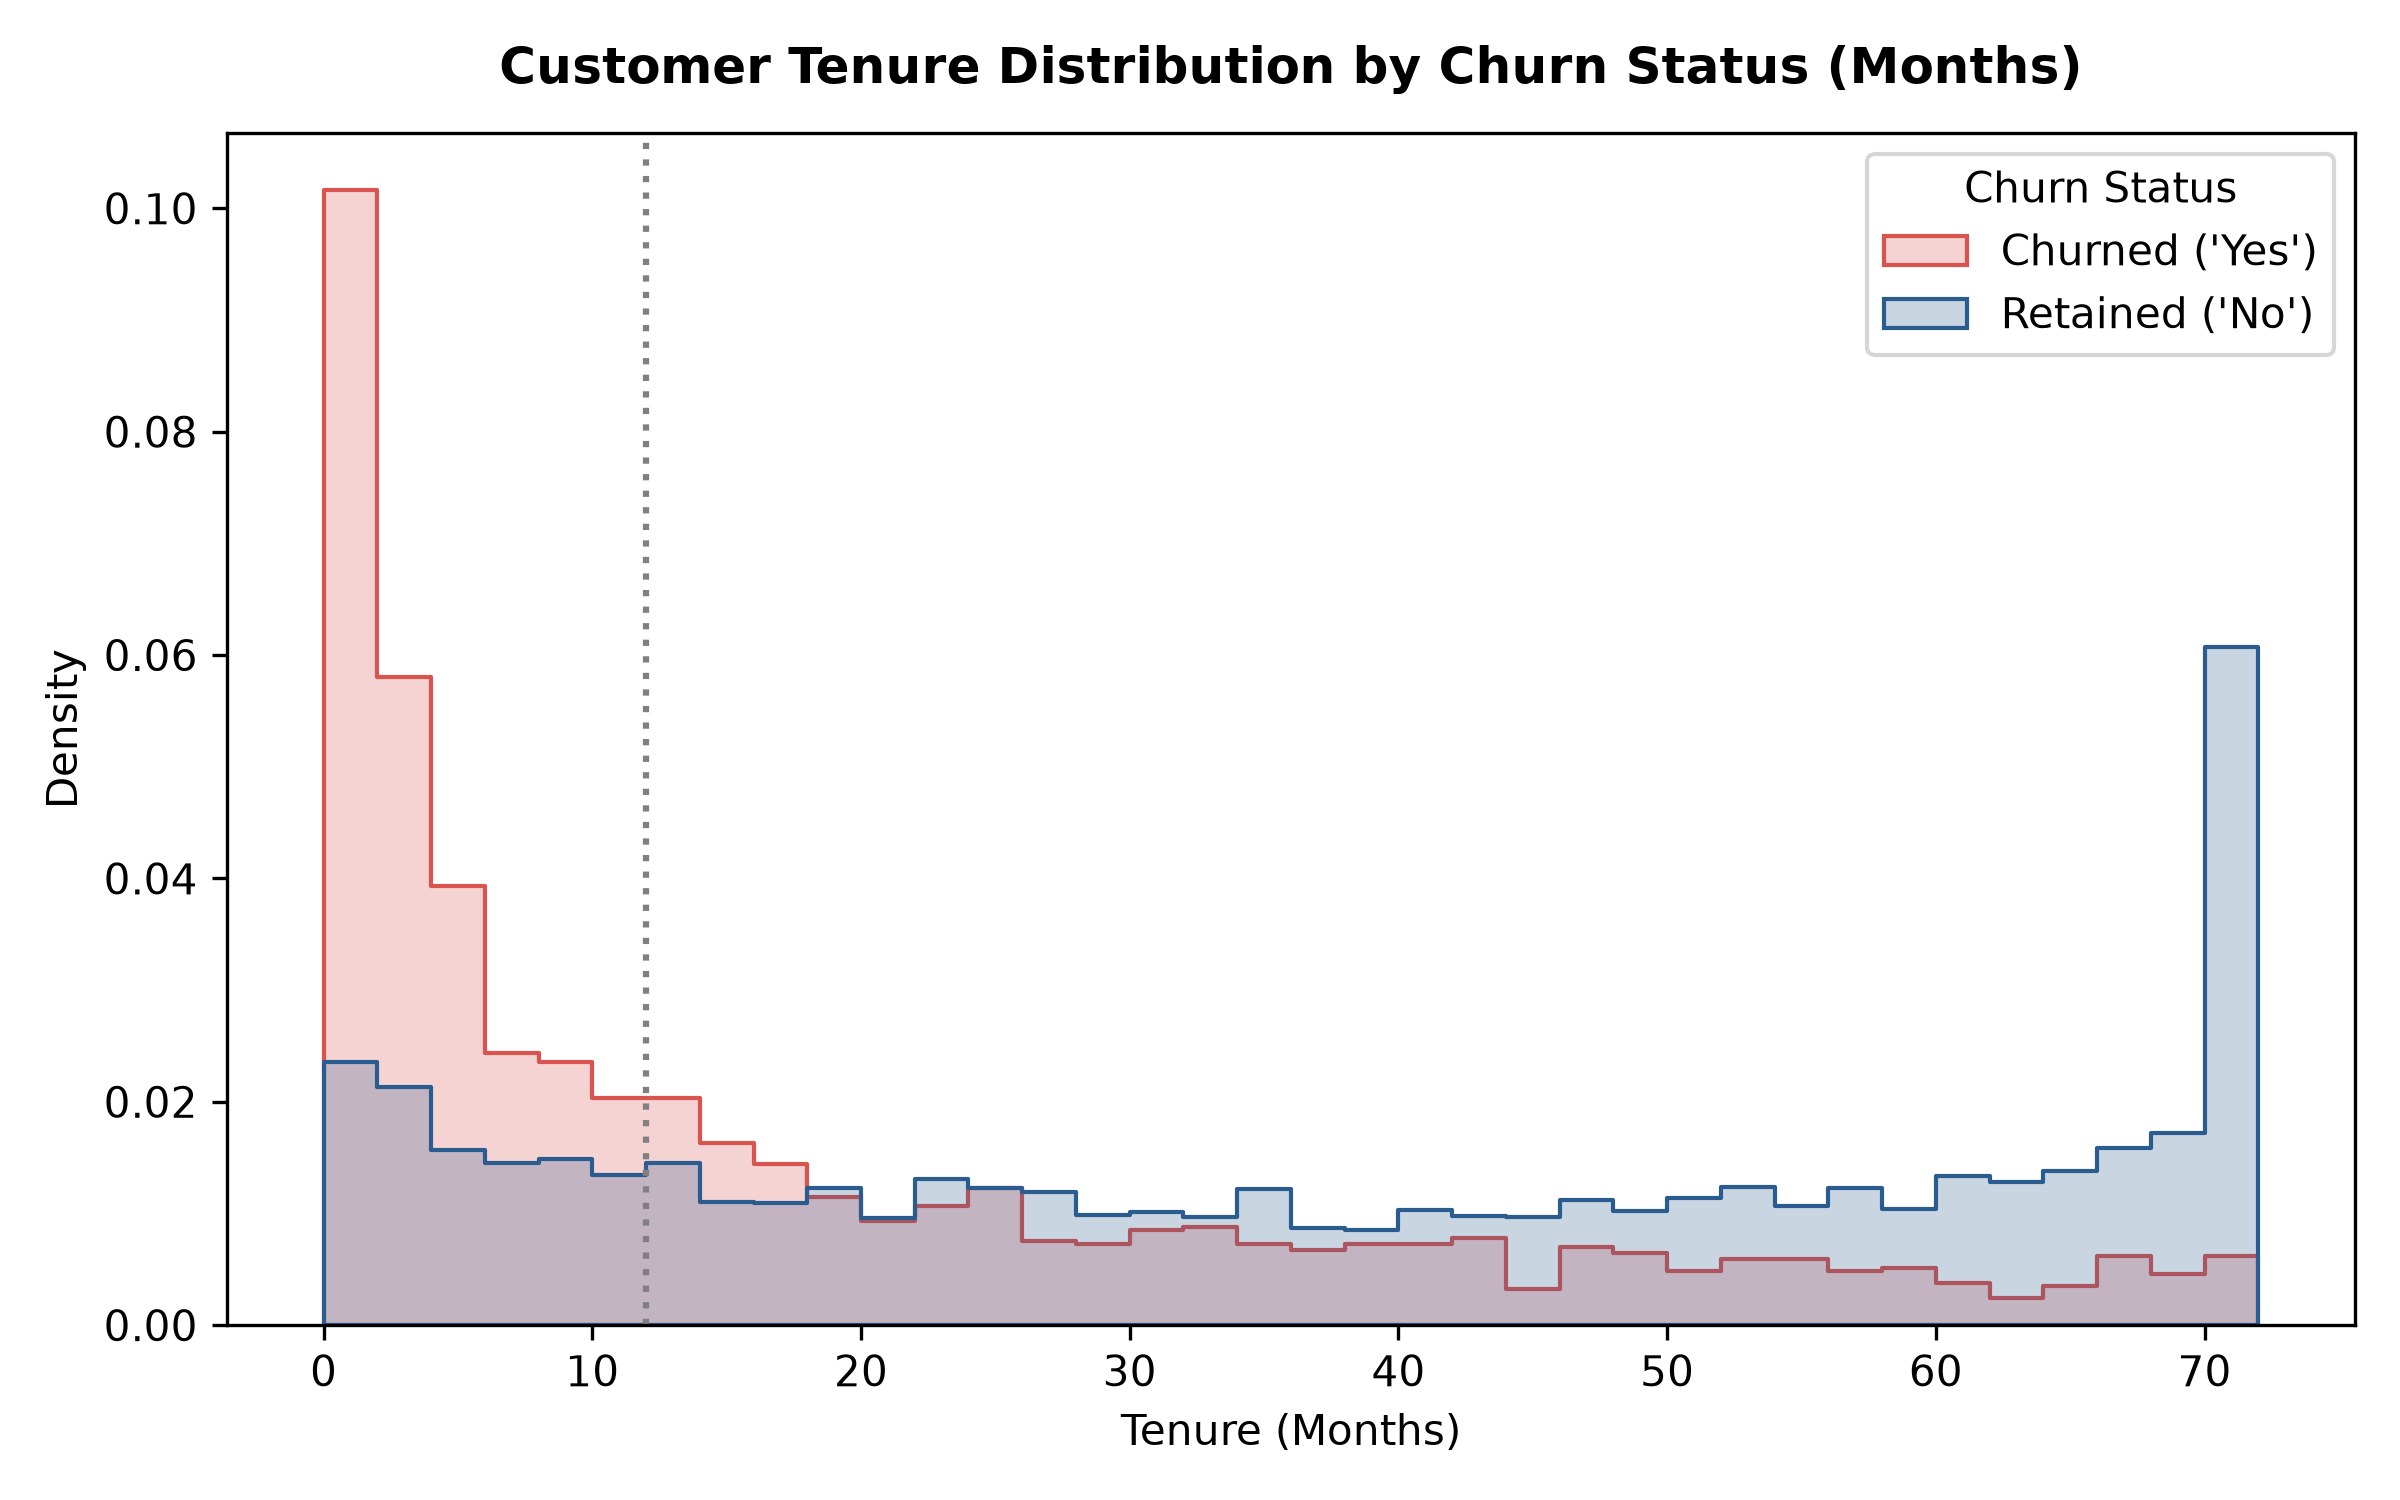 Customer Tenure Distribution by Churn Status (Months)
Churn Status
Churned ('Yes')
Retained ('No')
Density
0.10
0.08
0.06
0.04
0.02
0.00
0 10 20 30 40 50 60 70
Tenure (Months)